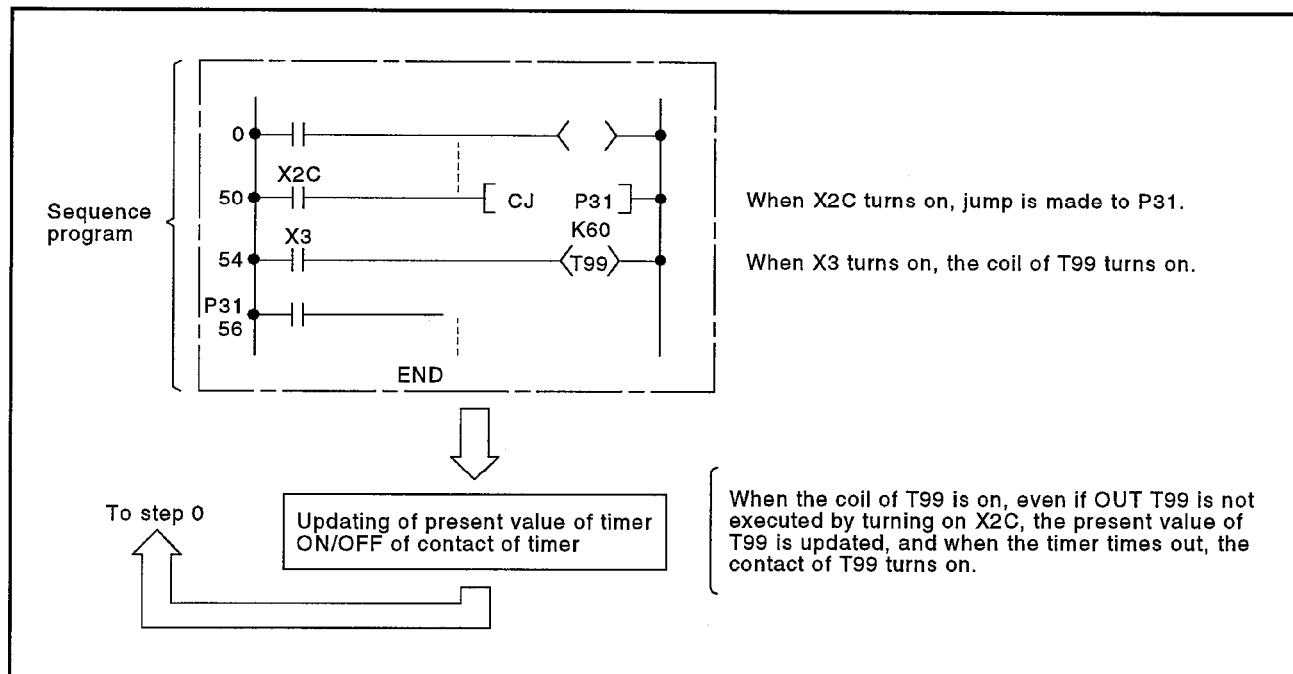 Sequence
program
0
X2C
50
CJ P31
K60
X3
54
T99
P31
56
END
When X2C turns on, jump is made to P31.
When X3 turns on, the coil of T99 turns on.
To step 0
Updating of present value of timer
ON/OFF of contact of timer
When the coil of T99 is on, even if OUT T99 is not
executed by turning on X2C, the present value of
T99 is updated, and when the timer times out, the
contact of T99 turns on.